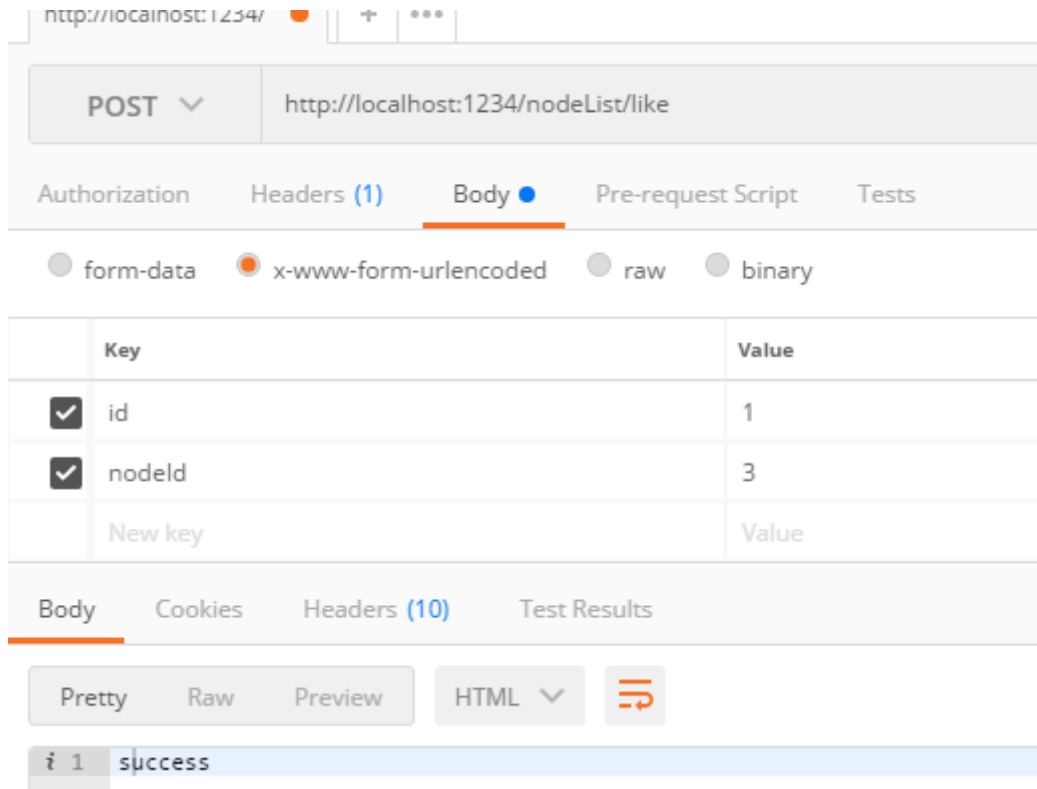 http://localhost:1234/ + •••
POST http://localhost:1234/nodeList/like
Authorization Headers (1) Body Pre-request Script Tests
form-data x-www-form-urlencoded raw binary
Key Value
id 1
nodeId 3
New key Value
Body Cookies Headers (10) Test Results
Pretty Raw Preview HTML
i 1 success